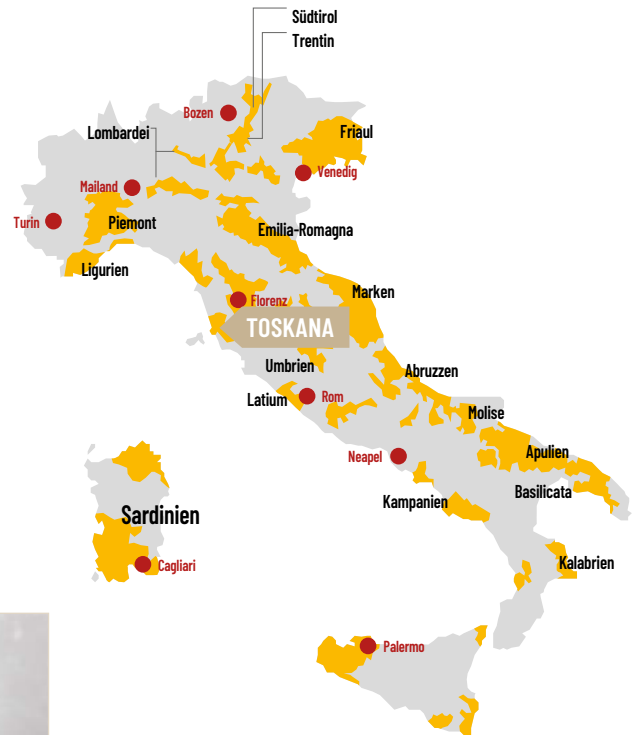 Südtirol
Trentin
Bozen
Lombardei
Friaul
Venedig
Mailand
Turin
Piemont
Emilia-Romagna
Ligurien
Marken
Florenz
TOSKANA
Umbrien
Abruzzen
Latium
Rom
Molise
Neapel
Apulien
Basilicata
Kampanien
Sardinien
Kalabrien
Cagliari
Palermo